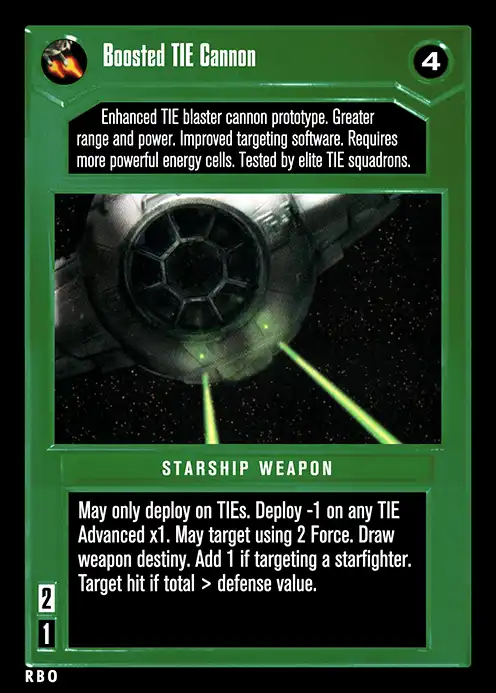 Boosted TIE Cannon
4
Enhanced TIE blaster cannon prototype. Greater
range and power. Improved targeting software. Requires
more powerful energy cells. Tested by elite TIE squadrons.
STARSHIP WEAPON
May only deploy on TIEs. Deploy -1 on any TIE
Advanced x1. May target using 2 Force. Draw
weapon destiny. Add 1 if targeting a starfighter.
Target hit if total > defense value.
2
1
RBO